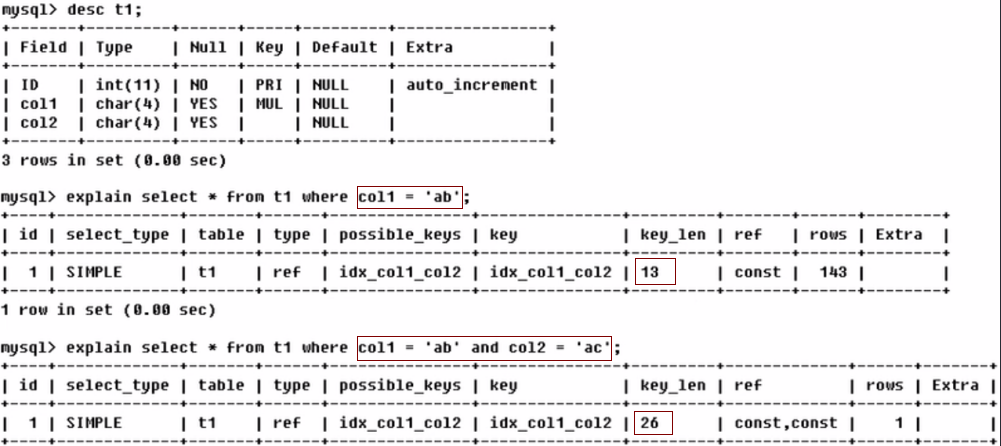 mysql> desc t1;
+-------+---------+------+-----+---------+----------------+
| Field | Type    | Null | Key | Default | Extra          |
+-------+---------+------+-----+---------+----------------+
| ID    | int(11) | NO   | PRI | NULL    | auto_increment |
| col1  | char(4) | YES  | MUL | NULL    |                |
| col2  | char(4) | YES  |     | NULL    |                |
+-------+---------+------+-----+---------+----------------+
3 rows in set (0.00 sec)
mysql> explain select * from t1 where col1 = 'ab';
+----+-------------+-------+------+---------------+---------------+---------+-------+------+-------+
| id | select_type | table | type | possible_keys | key           | key_len | ref   | rows | Extra |
+----+-------------+-------+------+---------------+---------------+---------+-------+------+-------+
| 1 | SIMPLE      | t1    | ref  | idx_col1_col2 | idx_col1_col2 | 13      | const | 143 |       |
+----+-------------+-------+------+---------------+---------------+---------+-------+------+-------+
1 row in set (0.00 sec)
mysql> explain select * from t1 where col1 = 'ab' and col2 = 'ac';
+----+-------------+-------+------+---------------+---------------+---------+-------------+------+-------+
| id | select_type | table | type | possible_keys | key           | key_len | ref         | rows | Extra |
+----+-------------+-------+------+---------------+---------------+---------+-------------+------+-------+
| 1 | SIMPLE      | t1    | ref  | idx_col1_col2 | idx_col1_col2 | 26      | const,const | 1 |       |